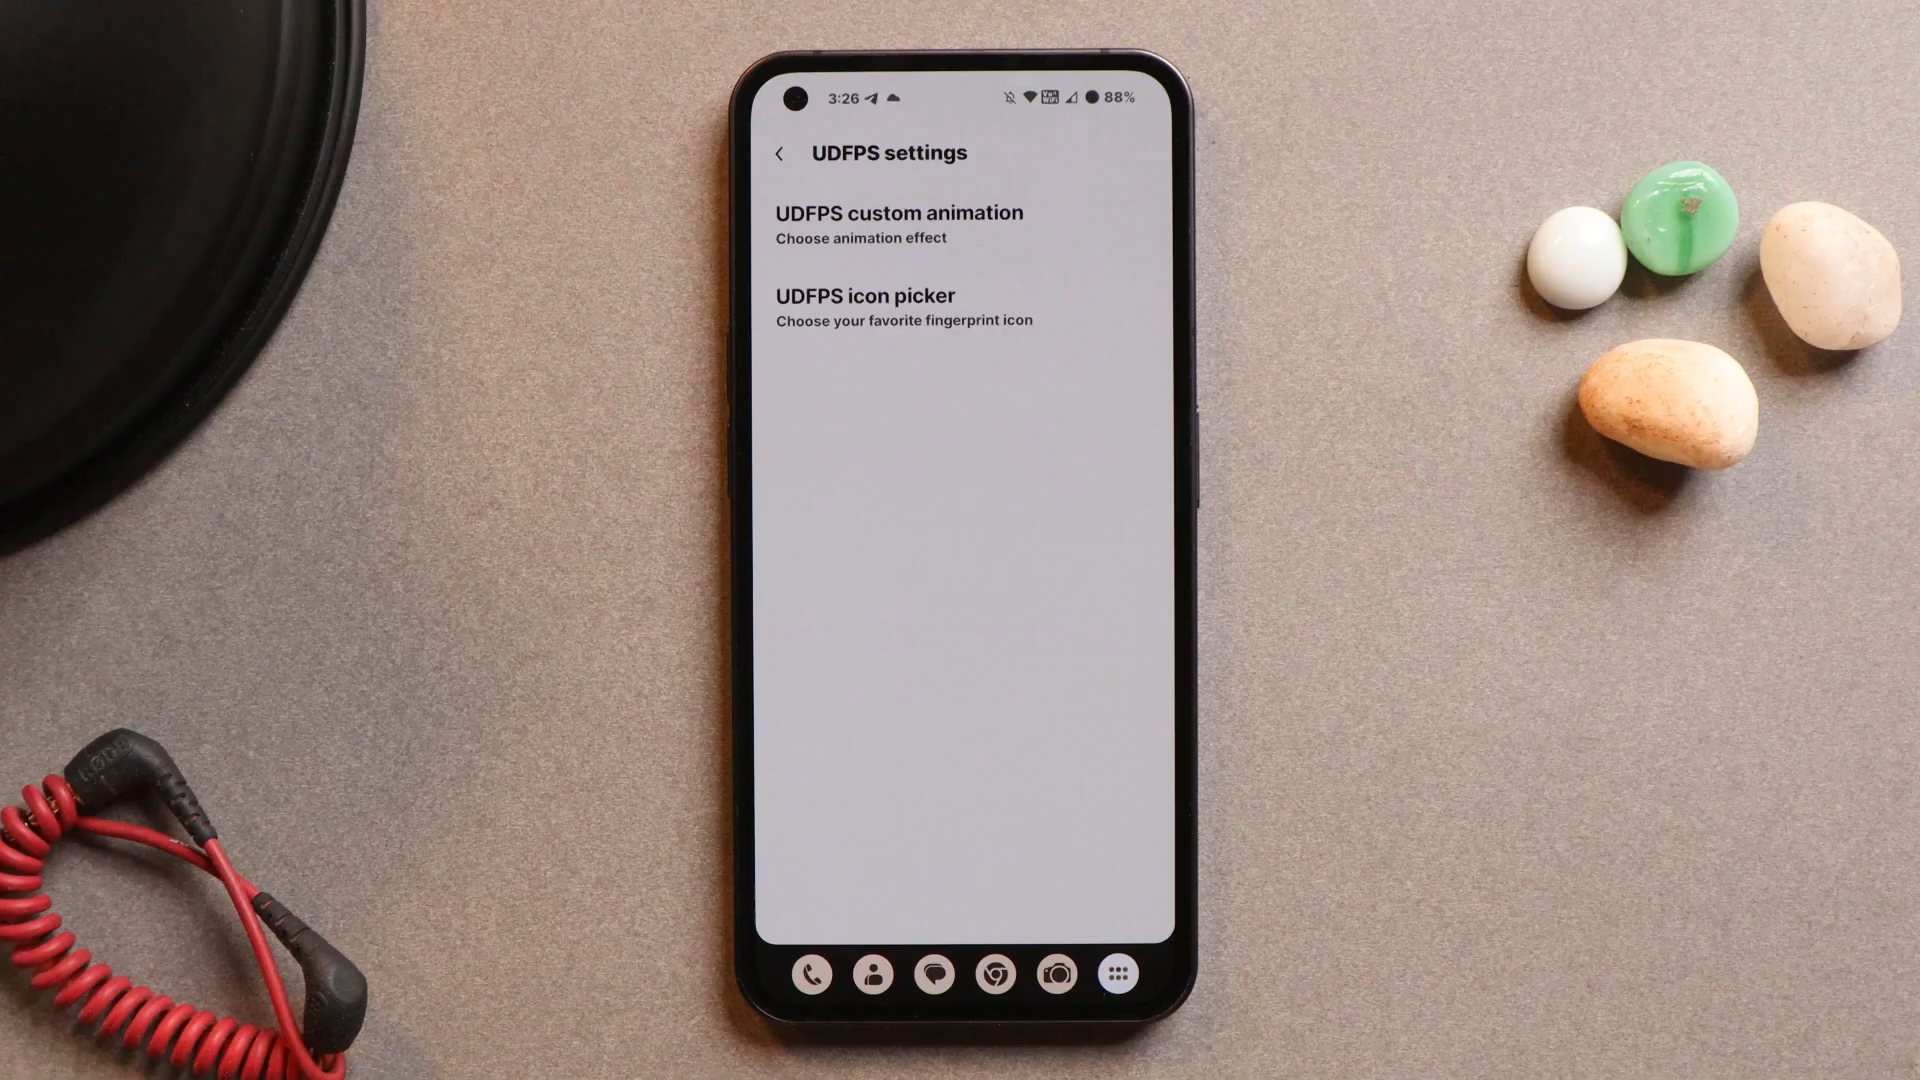 3:26
88%
UDFPS settings
UDFPS custom animation
Choose animation effect
UDFPS icon picker
Choose your favorite fingerprint icon